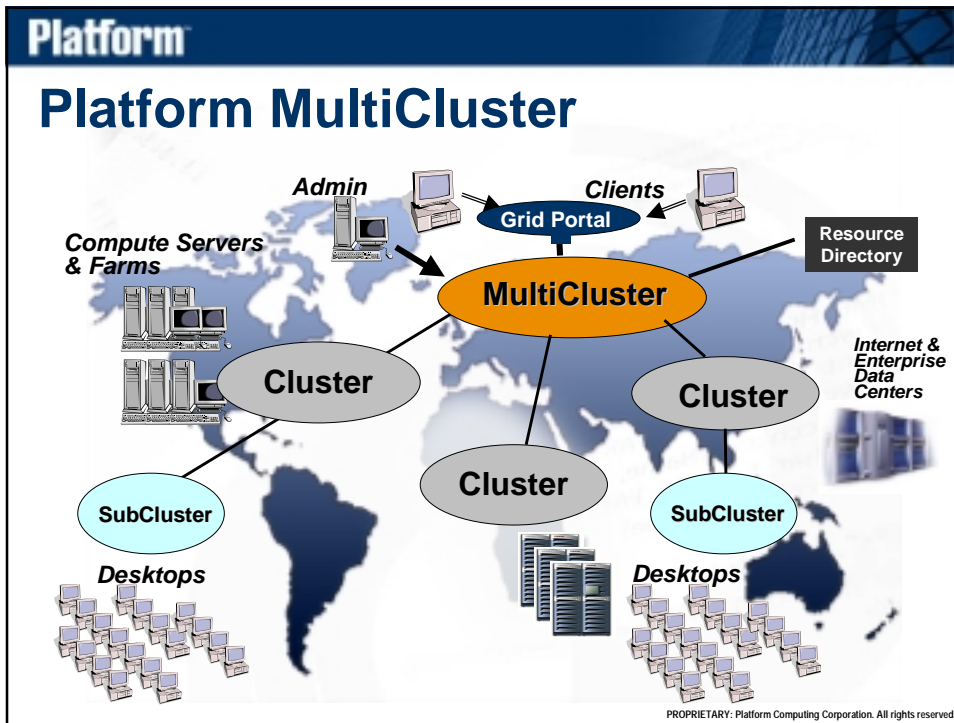 Platform
Platform MultiCluster
Admin
Clients
Grid Portal
Compute Servers
& Farms
Resource
Directory
MultiCluster
Internet &
Enterprise
Data
Centers
Cluster
Cluster
Cluster
SubCluster
SubCluster
Desktops
Desktops
PROPRIETARY: Platform Computing Corporation. All rights reserved